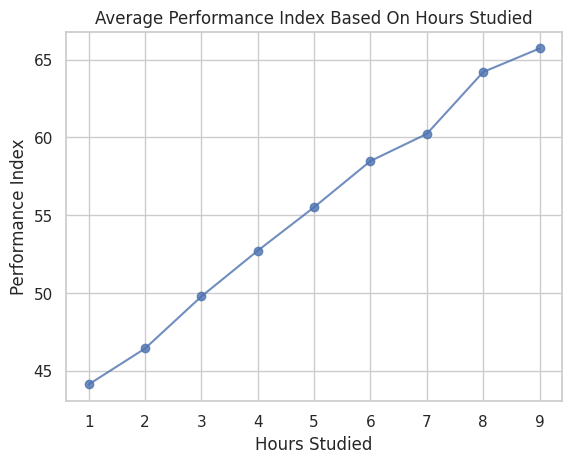 Average Performance Index Based On Hours Studied
Performance Index
65
60
55
50
45
1 2 3 4 5 6 7 8 9
Hours Studied